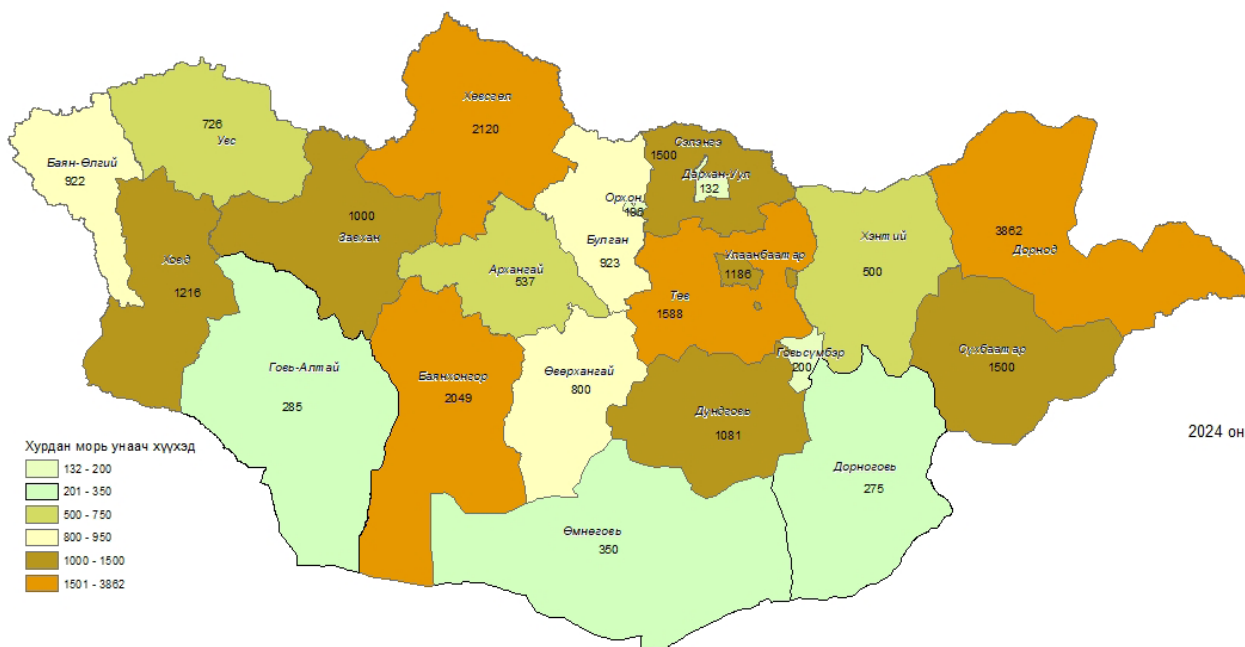 Хөвсгөл
2120
726
Увс
Баян-Өлгий
922
Сэлэнгэ
1500
Дархан-Уул
132
Орхон
196
1000
Завхан
3862
Дорнод
Хэнтий
500
Булган
923
Улаанбаатар
1186
Ховд
1216
Архангай
537
Төв
1588
Говьсүмбэр
200
Сүхбаатар
1500
Говь-Алтай
285
Баянхонгор
2049
Өвөрхангай
800
Дундговь
1081
2024 он
Дорноговь
275
Өмнөговь
350
Хурдан морь унаач хүүхэд
132 - 200
201 - 350
500 - 750
800 - 950
1000 - 1500
1501 - 3862